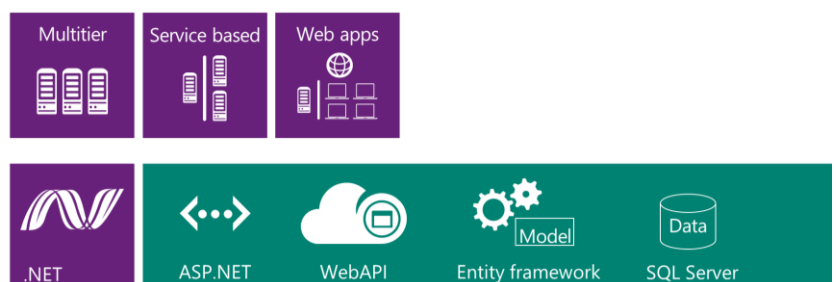 Multitier
Service based
Web apps
.NET
ASP.NET
WebAPI
Model
Entity framework
Data
SQL Server